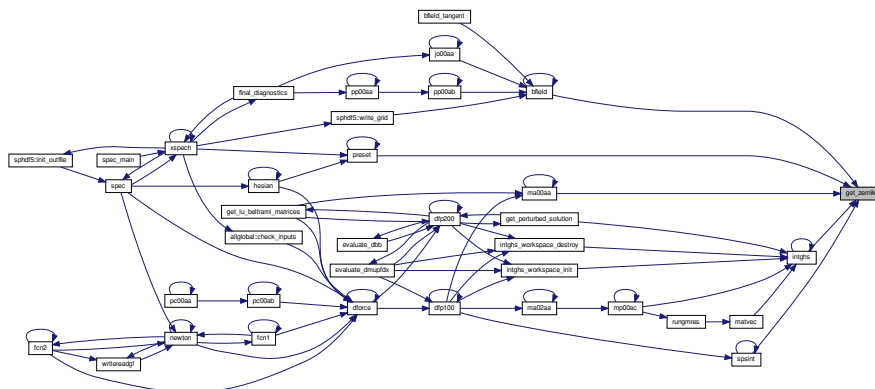 bfield_tangent
jo00aa
final_diagnostics
pp00aa
pp00ab
bfield
sphdf5::write_grid
sphdf5::init_outfile
spec_main
xspech
preset
spec
hesian
ma00aa
get_zernik
get_lu_beltrami_matrices
dfp200
get_perturbed_solution
allglobal::check_inputs
evaluate_dbb
intghs_workspace_destroy
intghs
evaluate_dmupfdx
intghs_workspace_init
pc00aa
pc00ab
dforce
dfp100
ma02aa
mp00ac
rungmres
matvec
newton
fcn1
fcn2
writereadgf
spsint